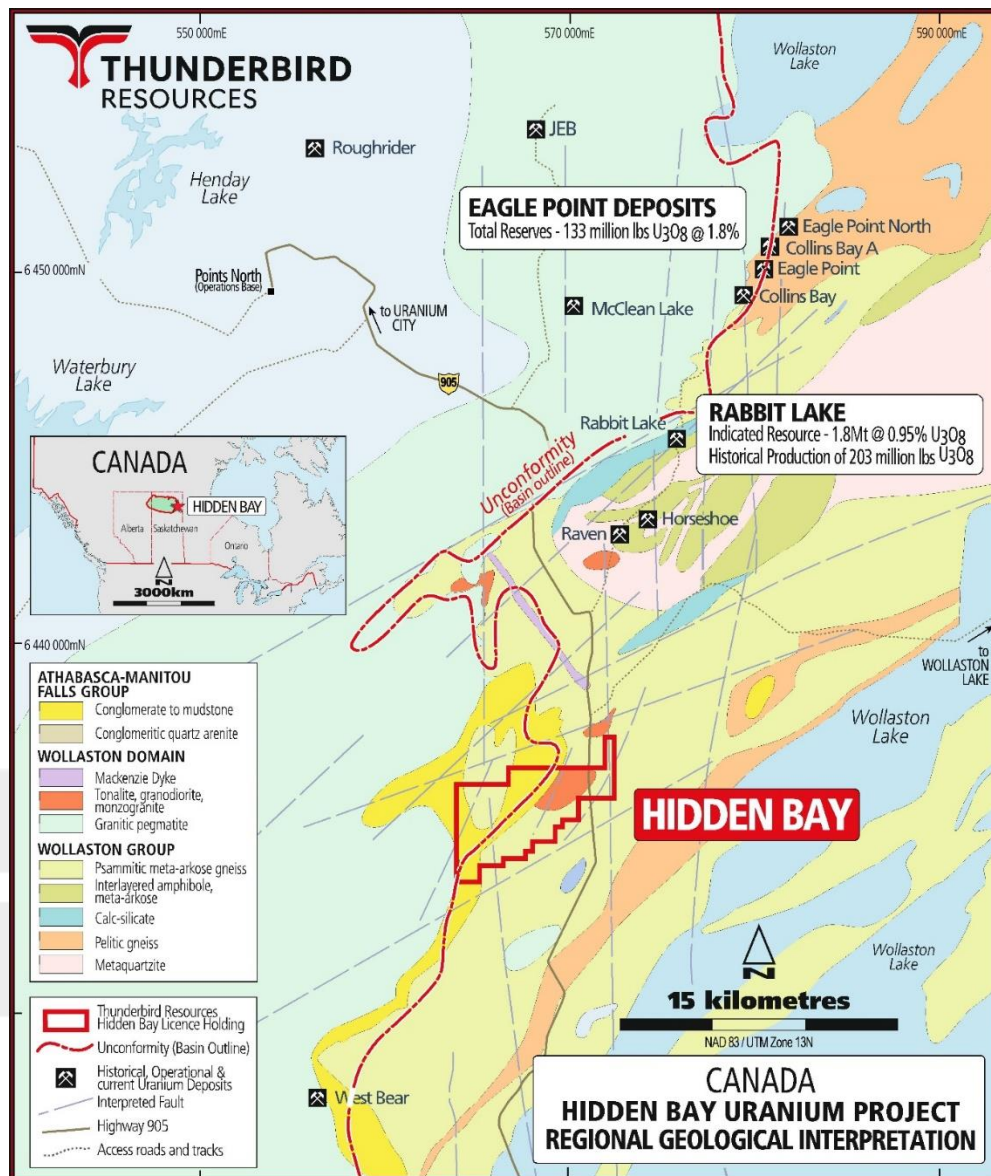 550 000mE
570 000mE
590 000mE
THUNDERBIRD
RESOURCES
Wollaston
Lake
JEB
Roughrider
Henday
Lake
EAGLE POINT DEPOSITS
Total Reserves - 133 million lbs U3O8 @ 1.8%
Eagle Point North
Collins Bay A
Eagle Point
Collins Bay
6 450 000mN
Points North
(Operations Base)
McClean Lake
to URANIUM
CITY
Waterbury
Lake
905
RABBIT LAKE
Indicated Resource - 1.8Mt @ 0.95% U3O8
Historical Production of 203 million lbs U3O8
Rabbit Lake
Unconformity
(Basin outline)
CANADA
HIDDEN BAY
Alberta
Saskatchewan
Ontario
N
3000km
Horseshoe
Raven
6 440 000mN
to
WOLLASTON
LAKE
Wollaston
Lake
ATHABASCA-MANITOU
FALLS GROUP
Conglomerate to mudstone
Conglomeritic quartz arenite
WOLLASTON DOMAIN
Mackenzie Dyke
Tonalite, granodiorite,
monzogranite
Granitic pegmatite
WOLLASTON GROUP
Psammitic meta-arkose gneiss
Interlayered amphibole,
meta-arkose
Calc-silicate
Pelitic gneiss
Metaquartzite
HIDDEN BAY
Wollaston
Lake
N
15 kilometres
NAD 83 / UTM Zone 13N
Thunderbird Resources
Hidden Bay Licence Holding
Unconformity (Basin Outline)
Historical, Operational &
current Uranium Deposits
Interpreted Fault
Highway 905
Access roads and tracks
West Bear
CANADA
HIDDEN BAY URANIUM PROJECT
REGIONAL GEOLOGICAL INTERPRETATION